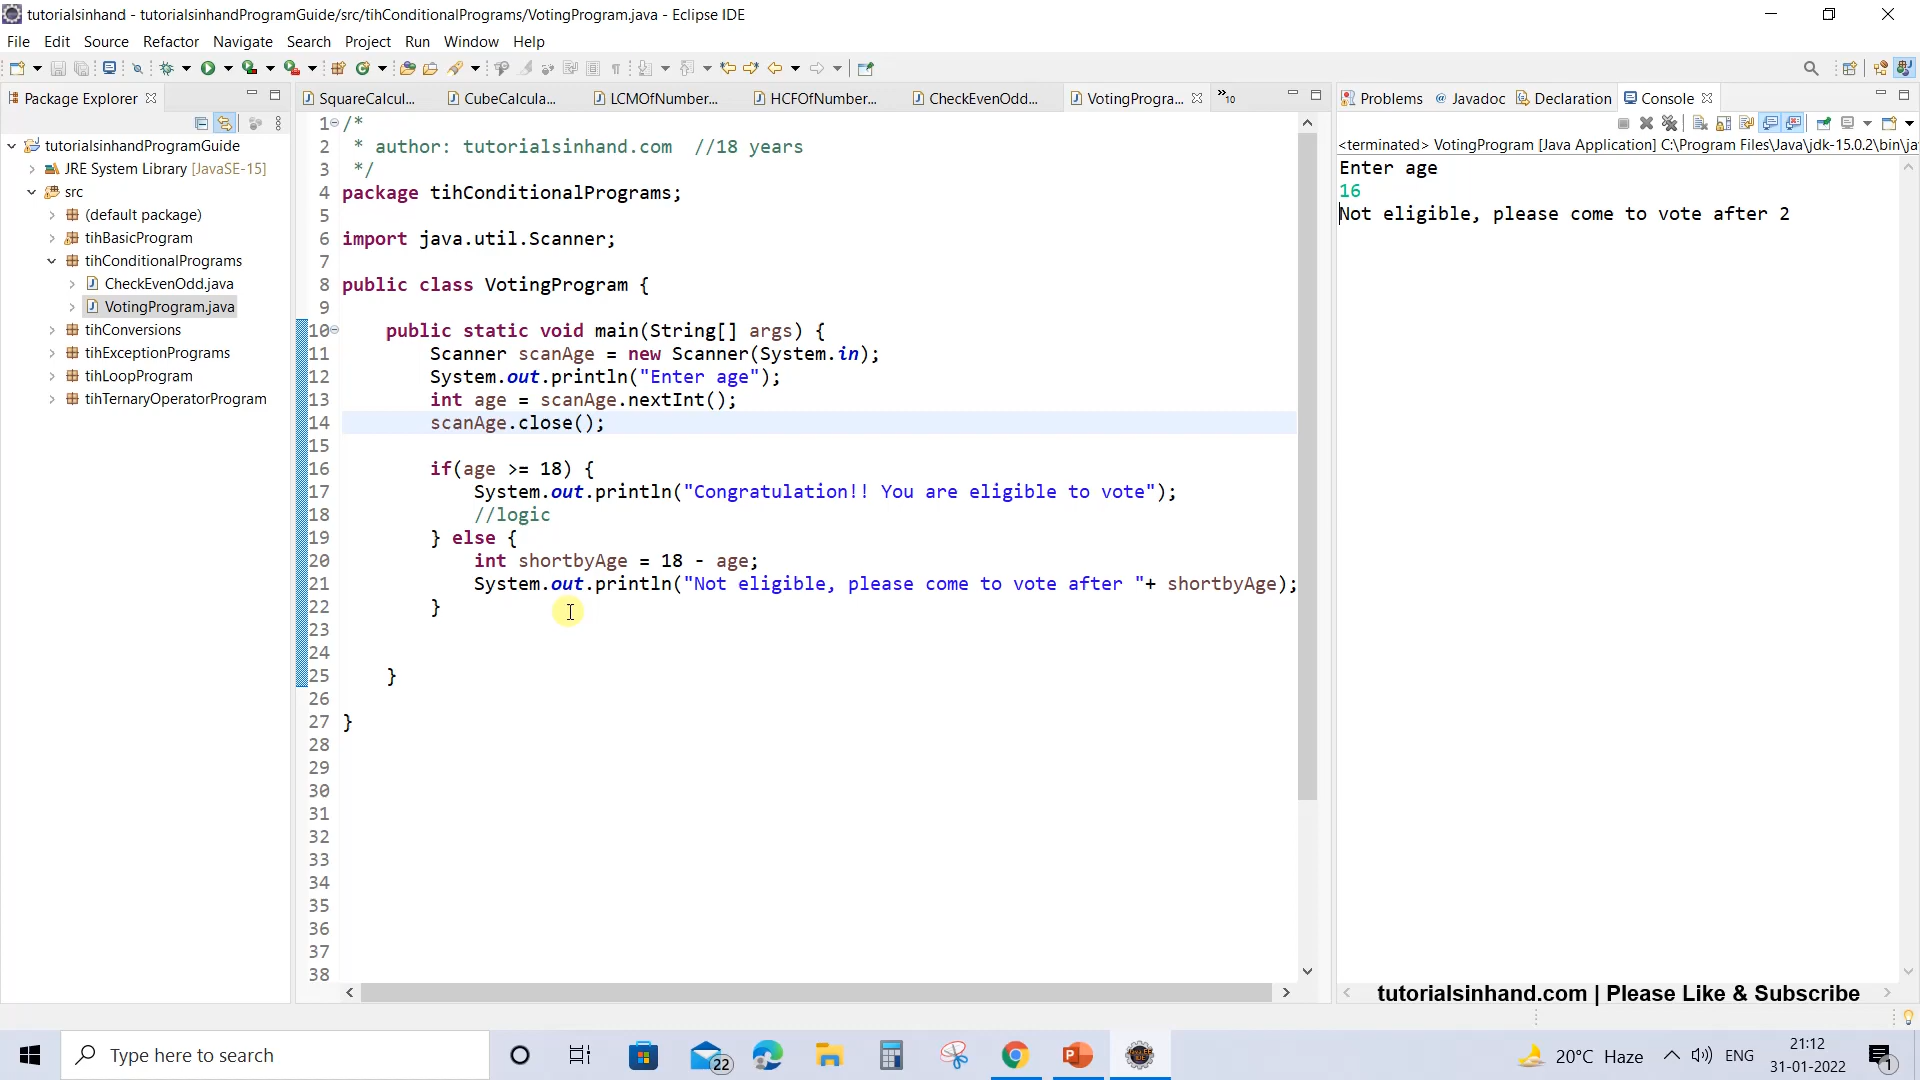 tutorialsinhand - tutorialsinhandProgramGuide/src/tihConditionalPrograms/VotingProgram.java - Eclipse IDE
File Edit Source Refactor Navigate Search Project Run Window Help
Package Explorer
tutorialsinhandProgramGuide
JRE System Library [JavaSE-15]
src
(default package)
tihBasicProgram
tihConditionalPrograms
CheckEvenOdd.java
VotingProgram.java
tihConversions
tihExceptionPrograms
tihLoopProgram
tihTernaryOperatorProgram
SquareCalcul... CubeCalcula... LCMOfNumber... HCFOfNumber... CheckEvenOdd... VotingProgra... »10
1 /*
2 * author: tutorialsinhand.com //18 years
3 */
4 package tihConditionalPrograms;
5
6 import java.util.Scanner;
7
8 public class VotingProgram {
9
10 public static void main(String[] args) {
11 Scanner scanAge = new Scanner(System.in);
12 System.out.println("Enter age");
13 int age = scanAge.nextInt();
14 scanAge.close();
15
16 if(age >= 18) {
17 System.out.println("Congratulation!! You are eligible to vote");
18 //logic
19 } else {
20 int shortbyAge = 18 - age;
21 System.out.println("Not eligible, please come to vote after "+ shortbyAge);
22 }
23
24
25 }
26
27 }
28
29
30
31
32
33
34
35
36
37
38
Problems @ Javadoc Declaration Console
<terminated> VotingProgram [Java Application] C:\Program Files\Java\jdk-15.0.2\bin\ja
Enter age
16
Not eligible, please come to vote after 2
tutorialsinhand.com | Please Like & Subscribe
Type here to search
22
20°C Haze
ENG
21:12
31-01-2022
1